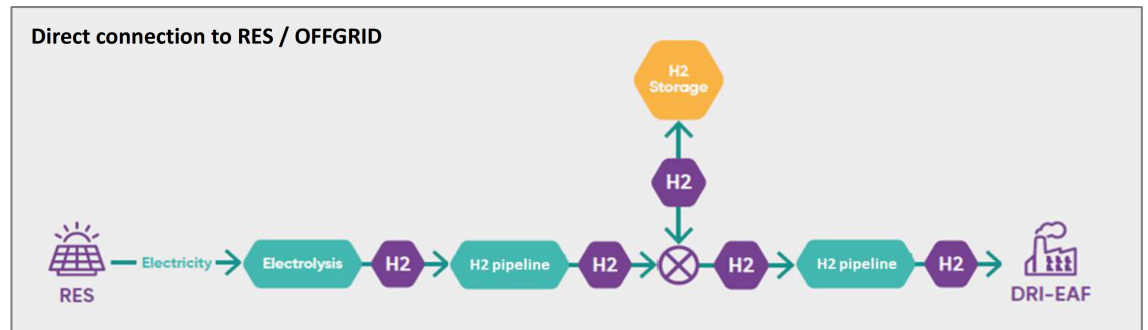 Direct connection to RES / OFFGRID
H2
Storage
H2
Electricity
Electrolysis
H2
H2 pipeline
H2
H2
H2 pipeline
H2
RES
DRI-EAF